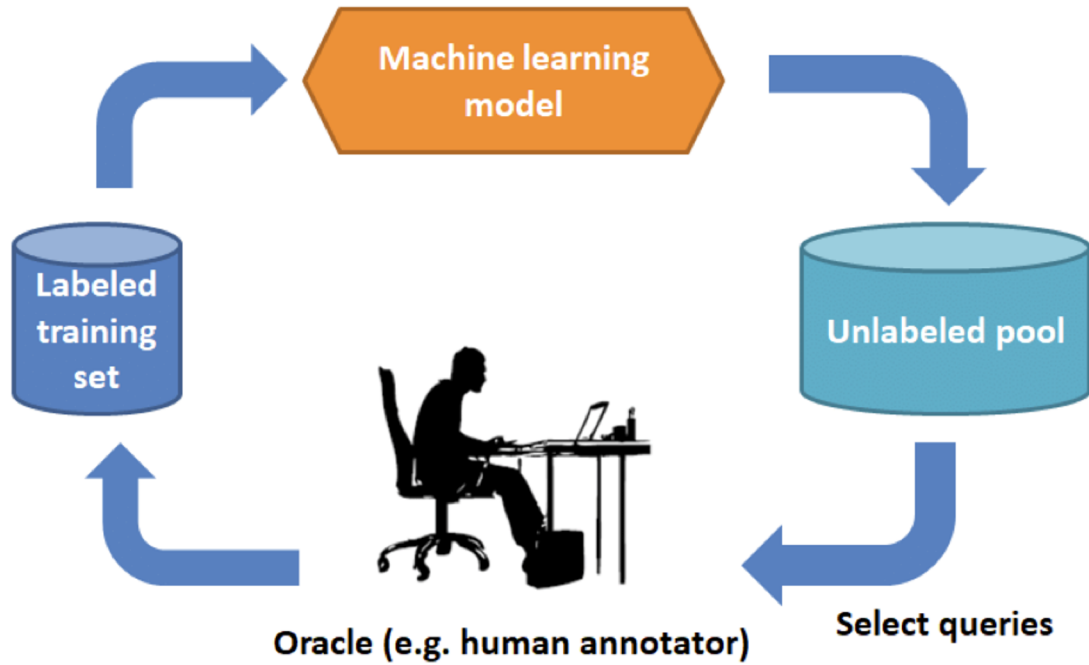 Machine learning
model
Labeled
training
set
Unlabeled pool
Oracle (e.g. human annotator)
Select queries